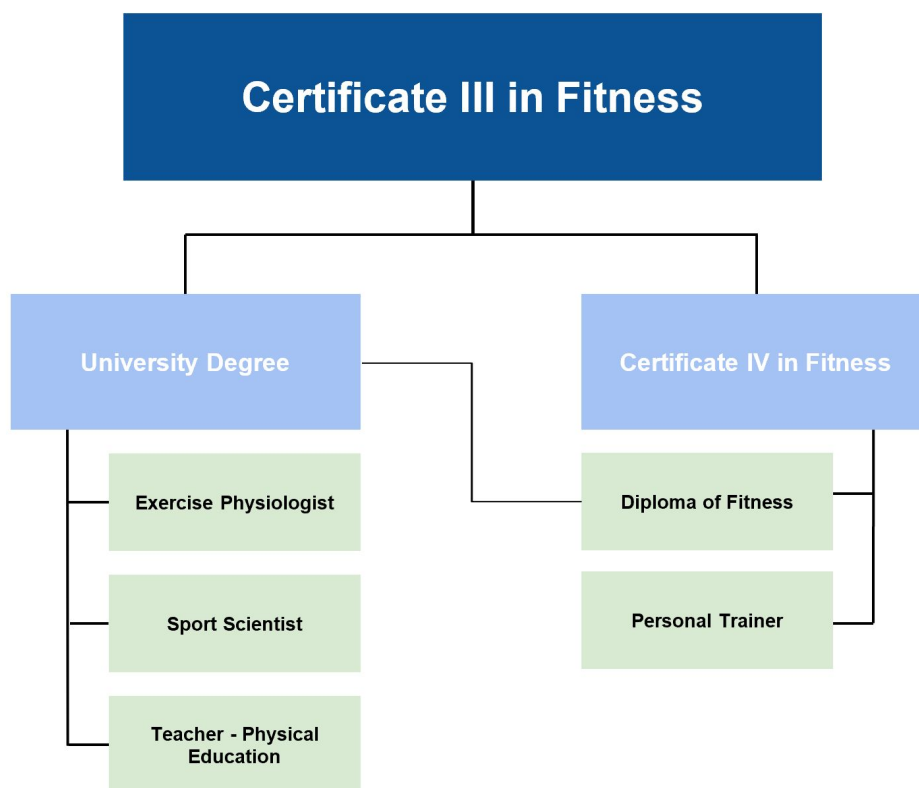 Certificate III in Fitness
University Degree
Certificate IV in Fitness
Exercise Physiologist
Diploma of Fitness
Sport Scientist
Personal Trainer
Teacher - Physical
Education